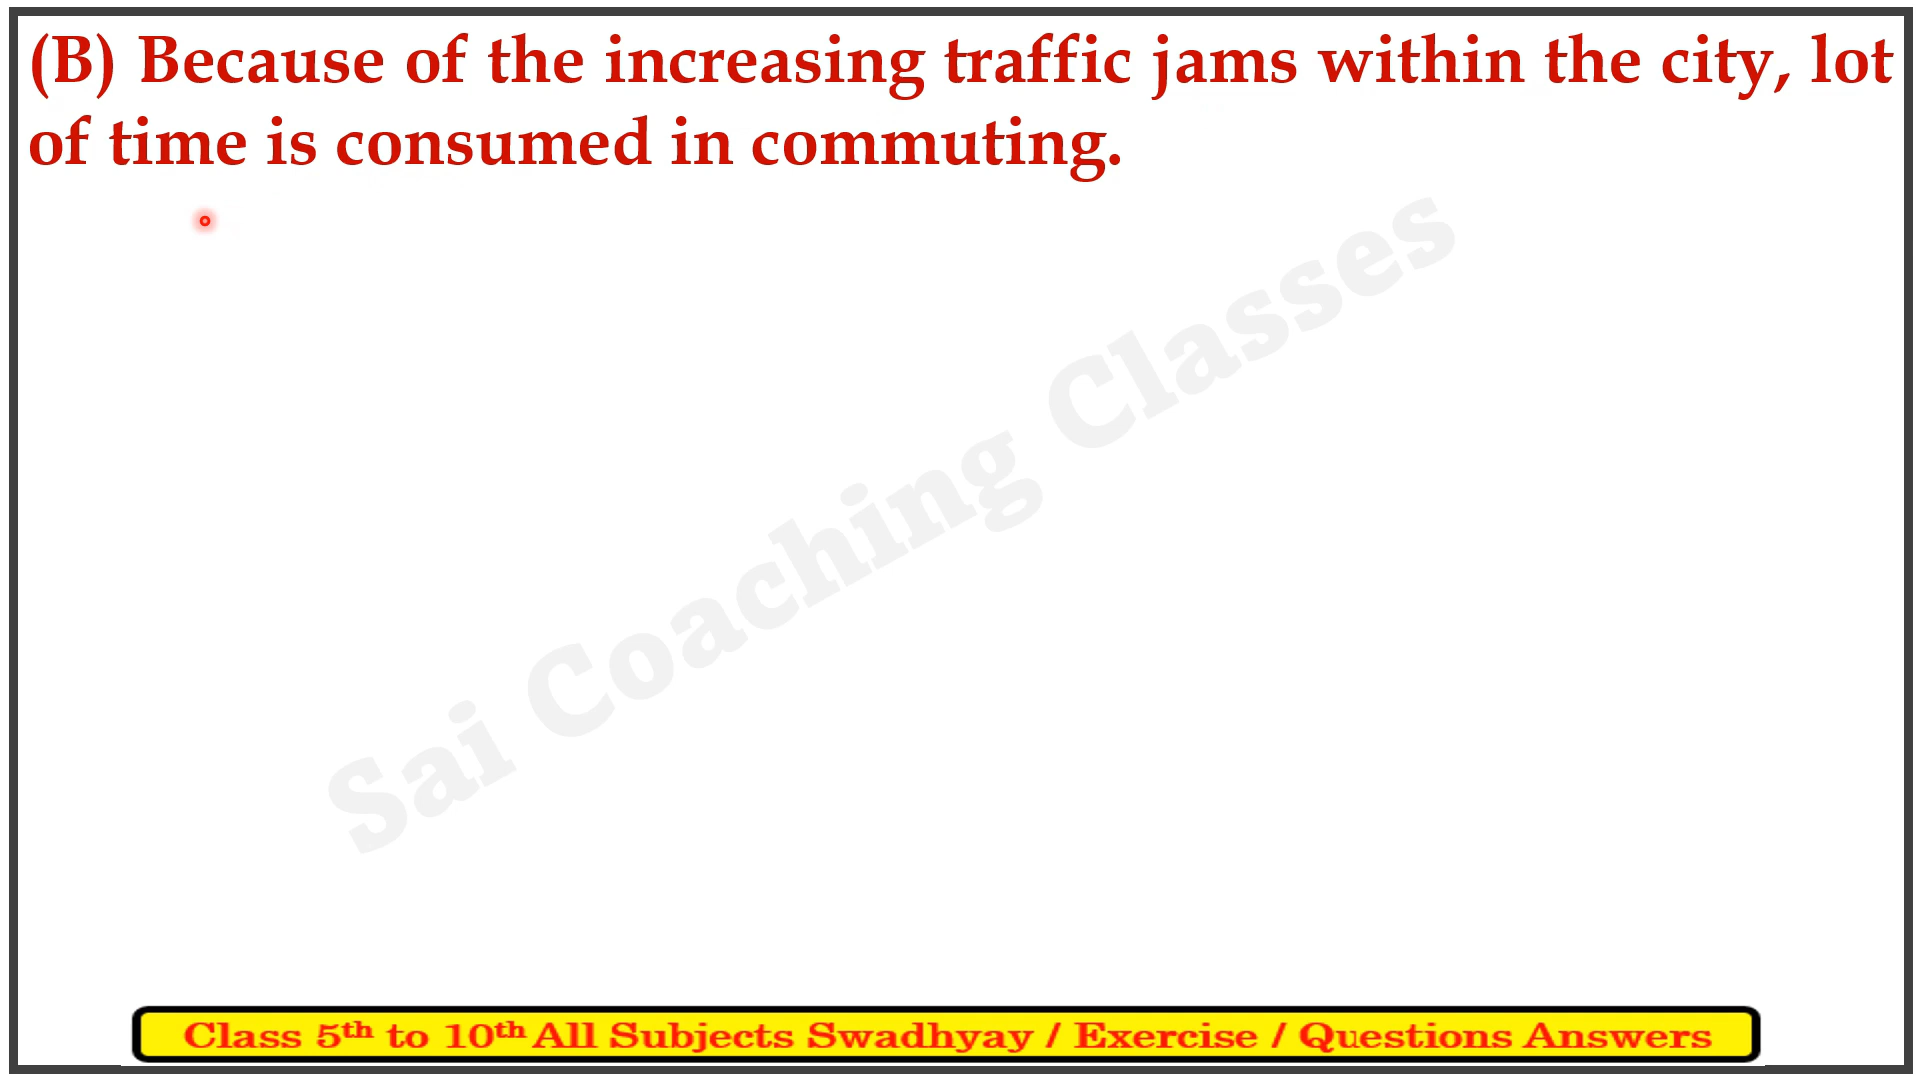 (B) Because of the increasing traffic jams within the city, lot
of time is consumed in commuting.
Sai Coaching Classes
Class 5th to 10th All Subjects Swadhyay / Exercise / Questions Answers